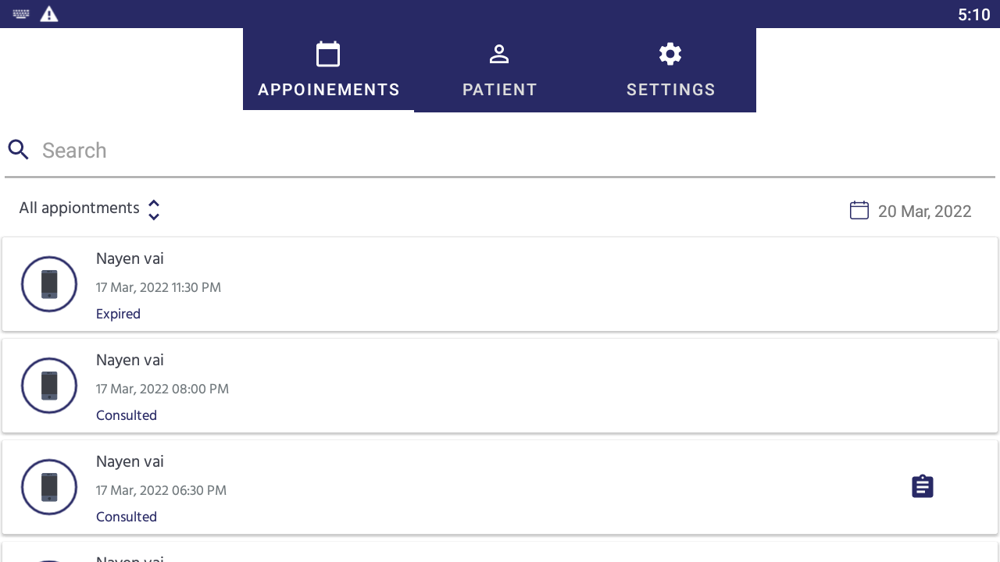 5:10
APPOINEMENTS
PATIENT
SETTINGS
Search
All appiontments
20 Mar, 2022
Nayen vai
17 Mar, 2022 11:30 PM
Expired
Nayen vai
17 Mar, 2022 08:00 PM
Consulted
Nayen vai
17 Mar, 2022 06:30 PM
Consulted
Nayen vai